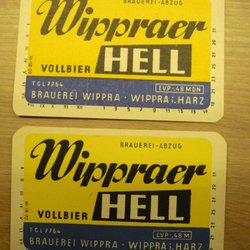 BRAUEREI-ABZUG
Wippraer
VOLLBIER HELL
TGL 7764 EVP -.48 MDN
BRAUEREI WIPPRA · WIPPRA i. HARZ
BRAUEREI-ABZUG
Wippraer
VOLLBIER HELL
TGL 7764 EVP -.48 M
BRAUEREI WIPPRA · WIPPRA i. HARZ